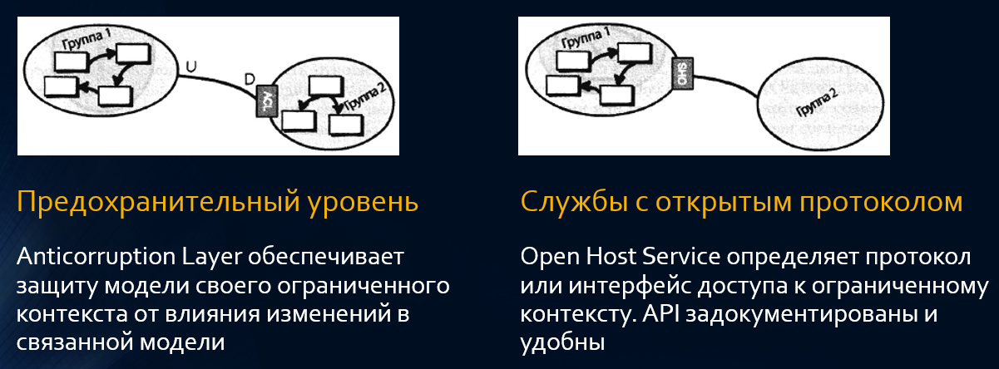 Группа 1
U
D
ACL
Группа 2
Группа 1
OHS
Группа 2
Предохранительный уровень
Anticorruption Layer обеспечивает
защиту модели своего ограниченного
контекста от влияния изменений в
связанной модели
Службы с открытым протоколом
Open Host Service определяет протокол
или интерфейс доступа к ограниченному
контексту. API задокументированы и
удобны